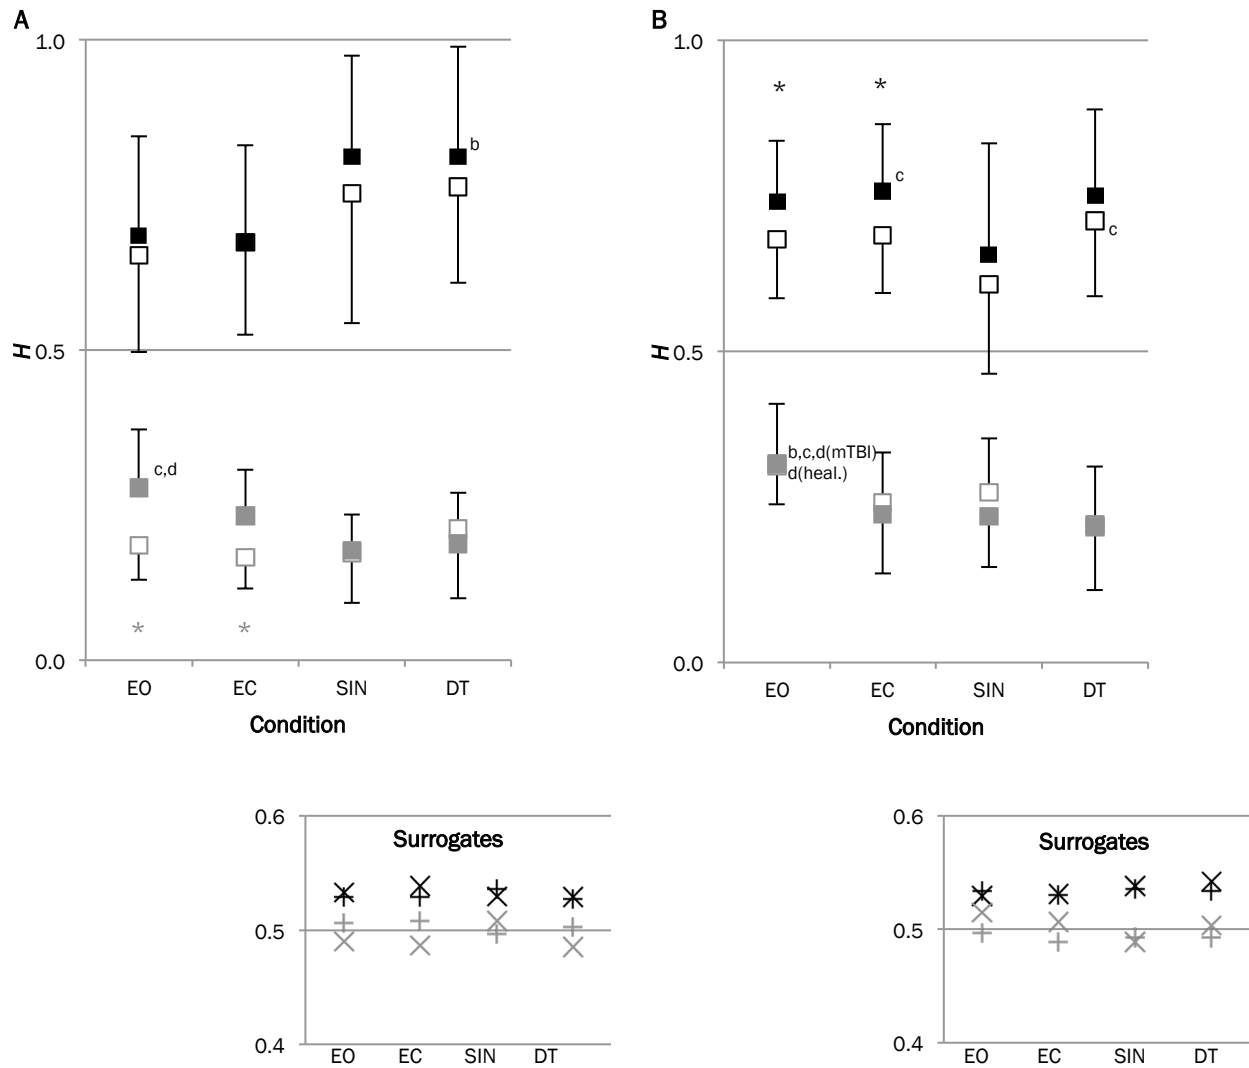 A
1.0
b
H
0.5
c,d
*
*
0.0
EO
EC
SIN
DT
Condition
0.6
Surrogates
0.5
0.4
EO
EC
SIN
DT
B
1.0
*
*
c
c
H
0.5
b,c,d(mTBI)
d(heal.)
0.0
EO
EC
SIN
DT
Condition
0.6
Surrogates
0.5
0.4
EO
EC
SIN
DT